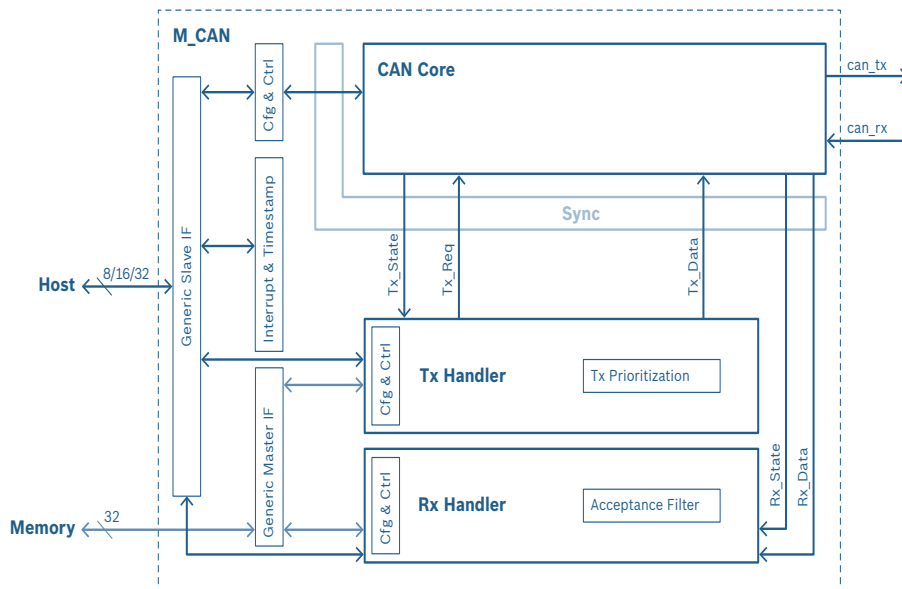 M_CAN
CAN Core
Cfg & Ctrl
can_tx
can_rx
Sync
Generic Slave IF
Interrupt & Timestamp
Tx_State
Tx_Req
Tx_Data
Host
8/16/32
Cfg & Ctrl
Tx Handler
Tx Prioritization
Generic Master IF
Rx_State
Rx_Data
Cfg & Ctrl
Rx Handler
Acceptance Filter
Memory
32